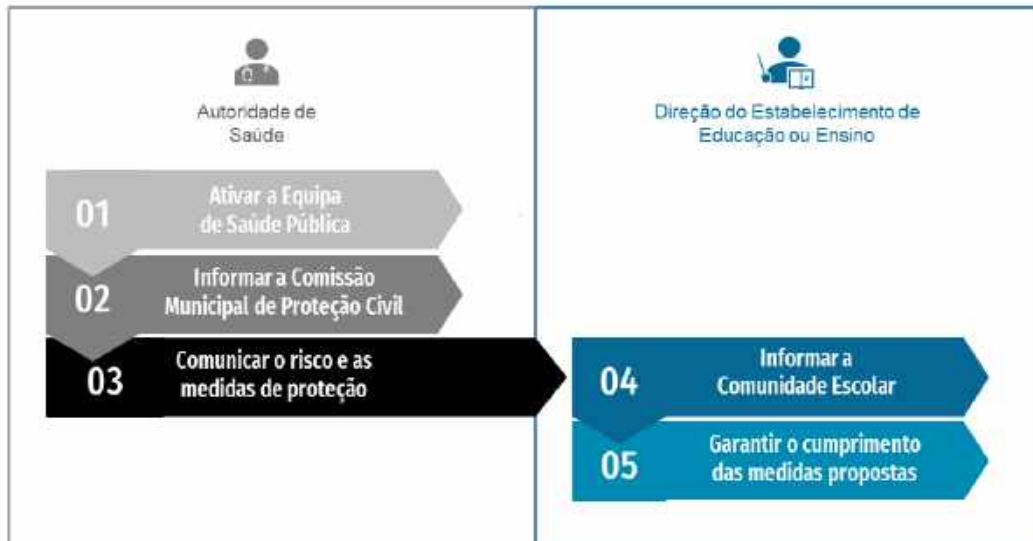 Autoridade de
Saúde
01
Ativar a Equipa
de Saúde Pública
02
Informar a Comissão
Municipal de Proteção Civil
03
Comunicar o risco e as
medidas de proteção
Direção do Estabelecimento de
Educação ou Ensino
04
Informar a
Comunidade Escolar
05
Garantir o cumprimento
das medidas propostas